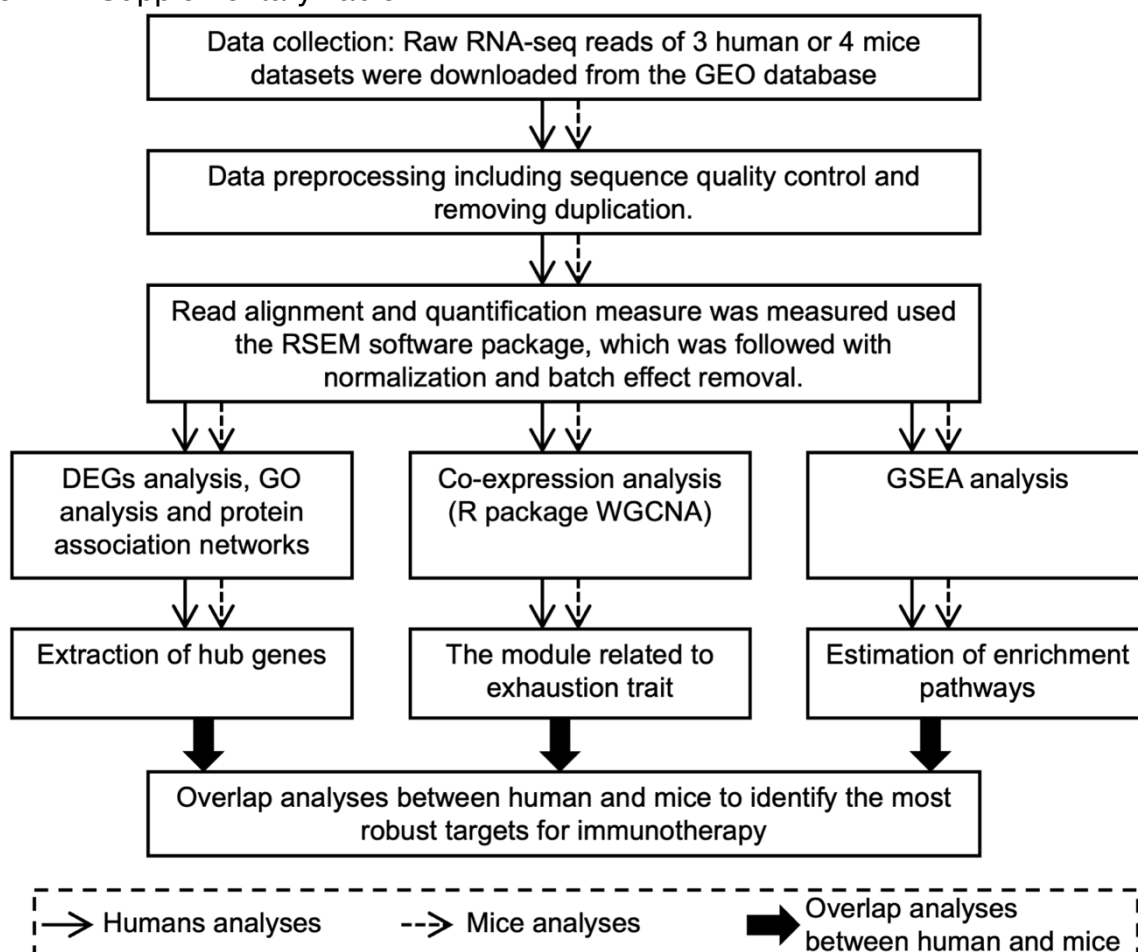 Data collection: Raw RNA-seq reads of 3 human or 4 mice
datasets were downloaded from the GEO database
Data preprocessing including sequence quality control and
removing duplication.
Read alignment and quantification measure was measured used
the RSEM software package, which was followed with
normalization and batch effect removal.
DEGs analysis, GO
analysis and protein
association networks
Co-expression analysis
(R package WGCNA)
GSEA analysis
Extraction of hub genes
The module related to
exhaustion trait
Estimation of enrichment
pathways
Overlap analyses between human and mice to identify the most
robust targets for immunotherapy
Humans analyses
Mice analyses
Overlap analyses
between human and mice